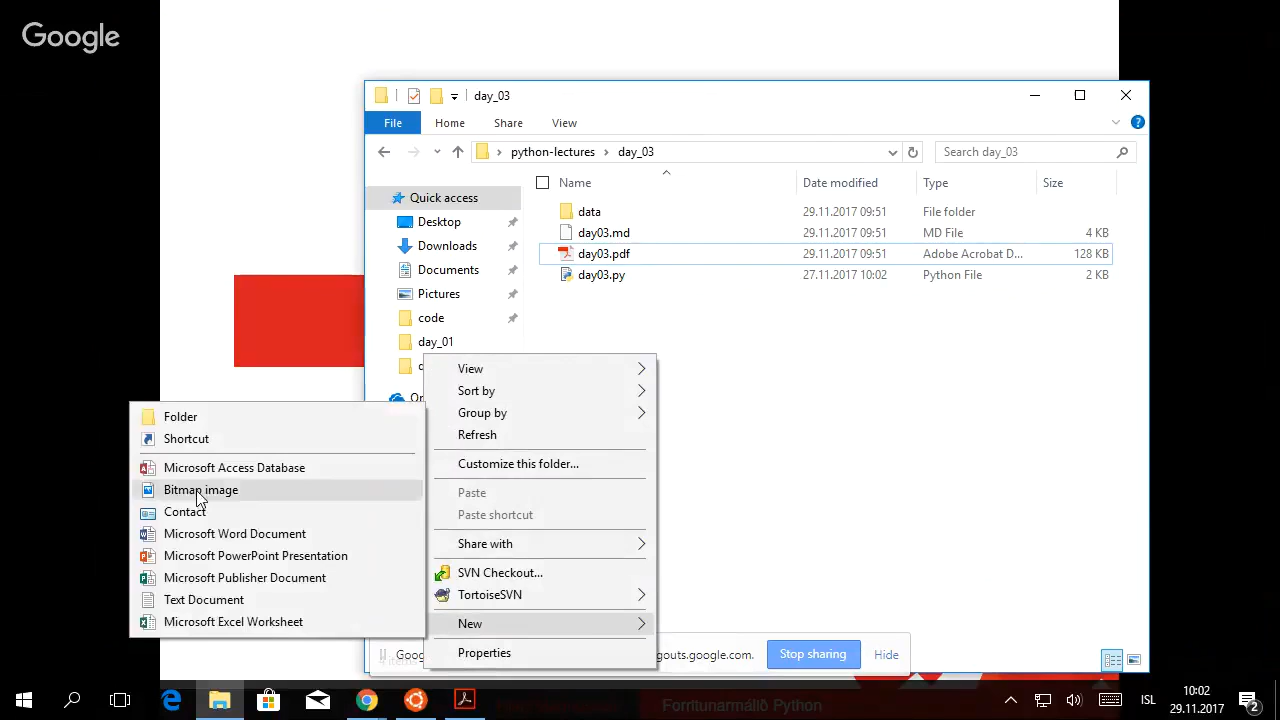 Google
day_03
File
Home
Share
View
python-lectures
day_03
Search day_03
Name
Date modified
Type
Size
Quick access
Desktop
Downloads
Documents
Pictures
code
day_01
data
29.11.2017 09:51
File folder
day03.md
29.11.2017 09:51
MD File
4 KB
day03.pdf
29.11.2017 09:51
Adobe Acrobat D...
128 KB
day03.py
27.11.2017 10:02
Python File
2 KB
View
Sort by
Group by
Refresh
Customize this folder...
Paste
Paste shortcut
Share with
SVN Checkout...
TortoiseSVN
New
Properties
Folder
Shortcut
Microsoft Access Database
Bitmap image
Contact
Microsoft Word Document
Microsoft PowerPoint Presentation
Microsoft Publisher Document
Text Document
Microsoft Excel Worksheet
Stop sharing
Hide
Forritunarmálið Python
ISL
10:02
29.11.2017
2